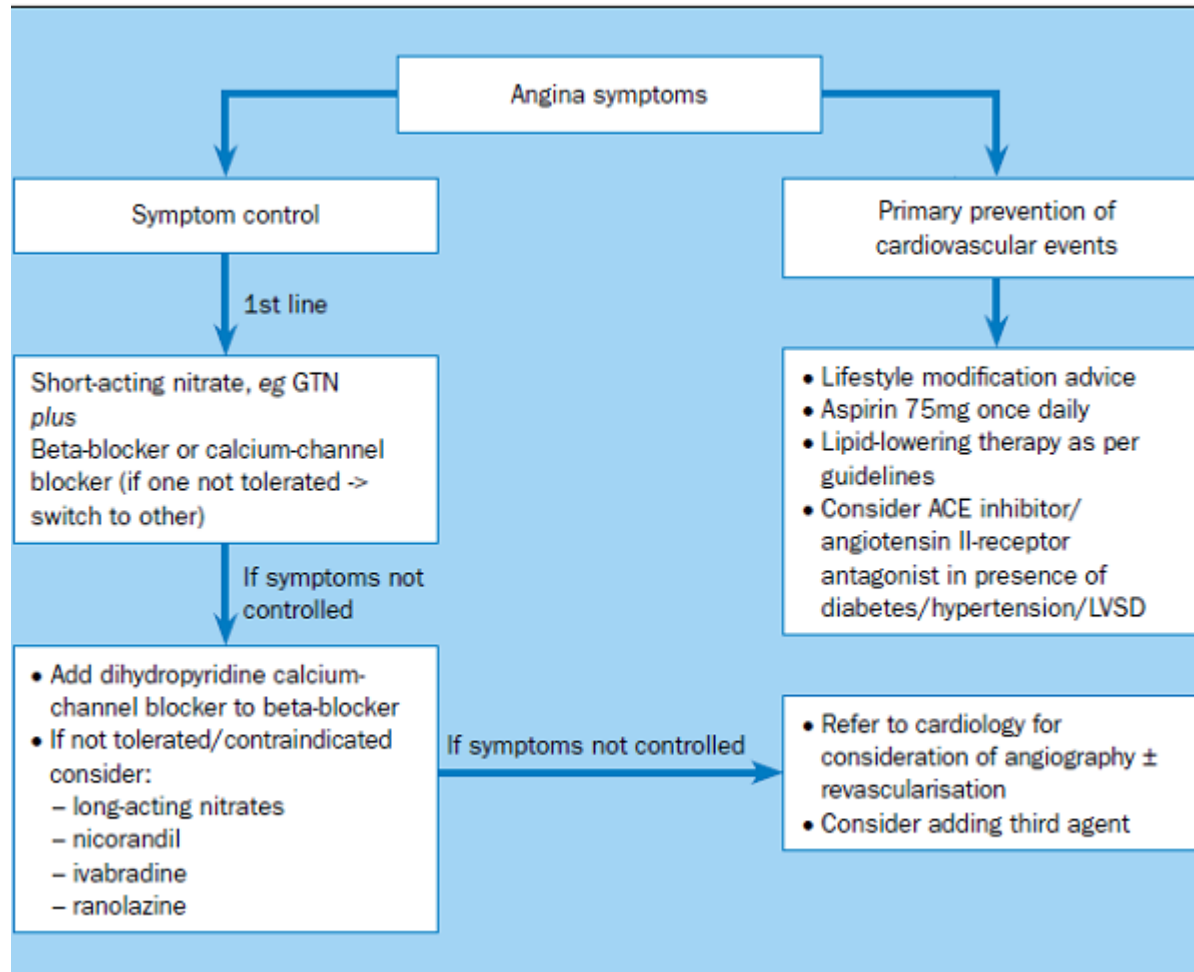 Angina symptoms
Symptom control
1st line
Short-acting nitrate, eg GTN
plus
Beta-blocker or calcium-channel
blocker (if one not tolerated ->
switch to other)
If symptoms not
controlled
• Add dihydropyridine calcium-
channel blocker to beta-blocker
• If not tolerated/contraindicated
consider:
– long-acting nitrates
– nicorandil
– ivabradine
– ranolazine
If symptoms not controlled
• Refer to cardiology for
consideration of angiography ±
revascularisation
• Consider adding third agent
Primary prevention of
cardiovascular events
• Lifestyle modification advice
• Aspirin 75mg once daily
• Lipid-lowering therapy as per
guidelines
• Consider ACE inhibitor/
angiotensin II-receptor
antagonist in presence of
diabetes/hypertension/LVSD